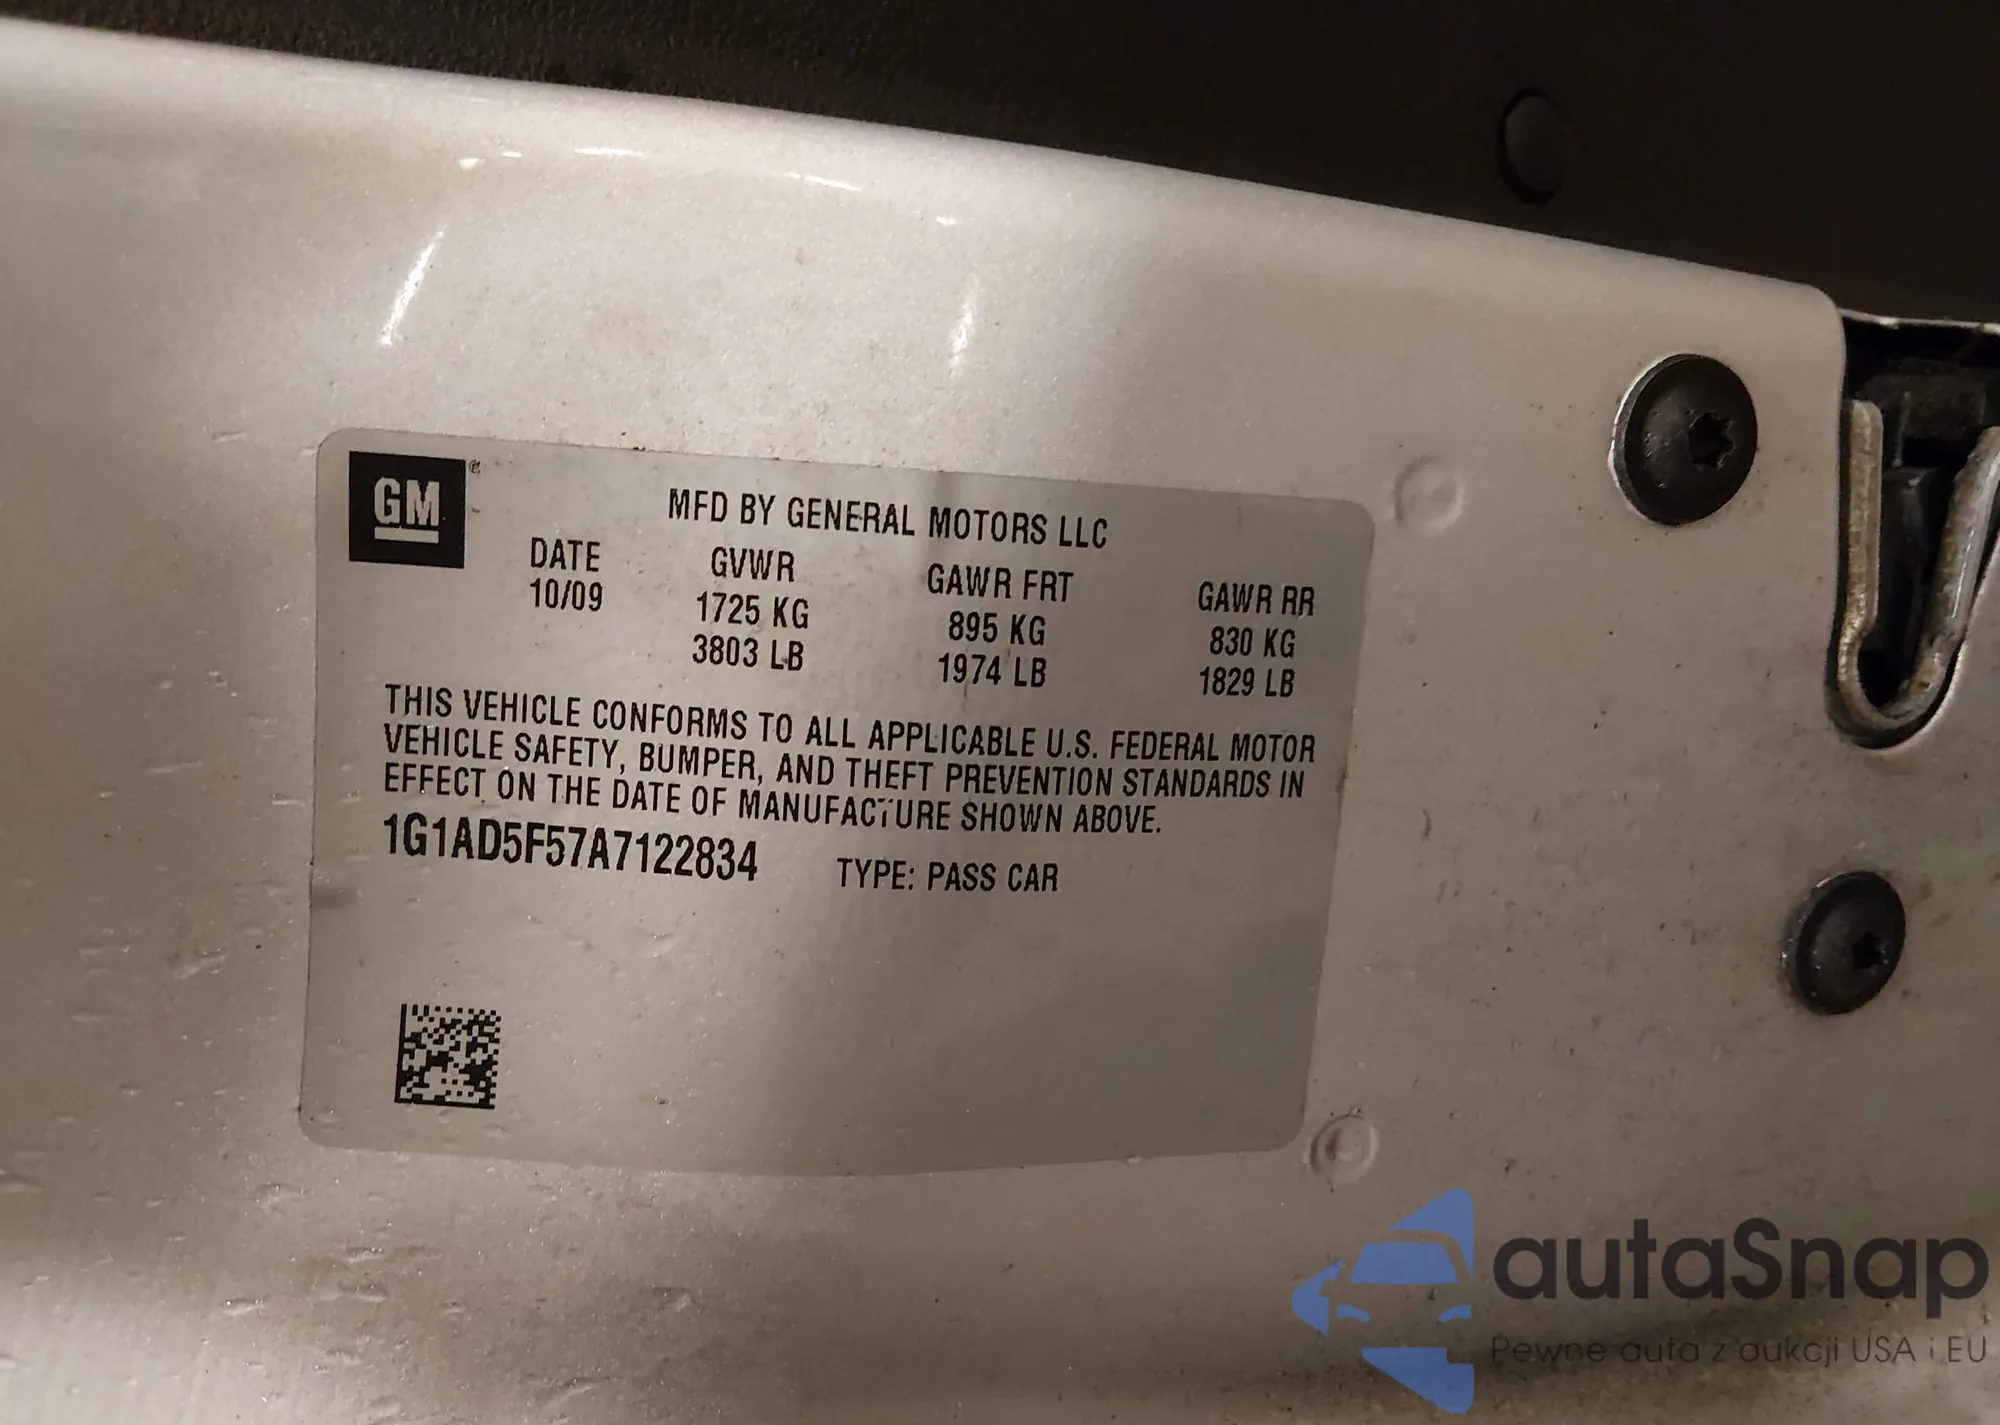 GM®
MFD BY GENERAL MOTORS LLC
DATE GVWR GAWR FRT GAWR RR
10/09 1725 KG 895 KG 830 KG
3803 LB 1974 LB 1829 LB
THIS VEHICLE CONFORMS TO ALL APPLICABLE U.S. FEDERAL MOTOR
VEHICLE SAFETY, BUMPER, AND THEFT PREVENTION STANDARDS IN
EFFECT ON THE DATE OF MANUFACTURE SHOWN ABOVE.
1G1AD5F57A7122834 TYPE: PASS CAR
autaSnap
Pewne auta z aukcji USA i EU